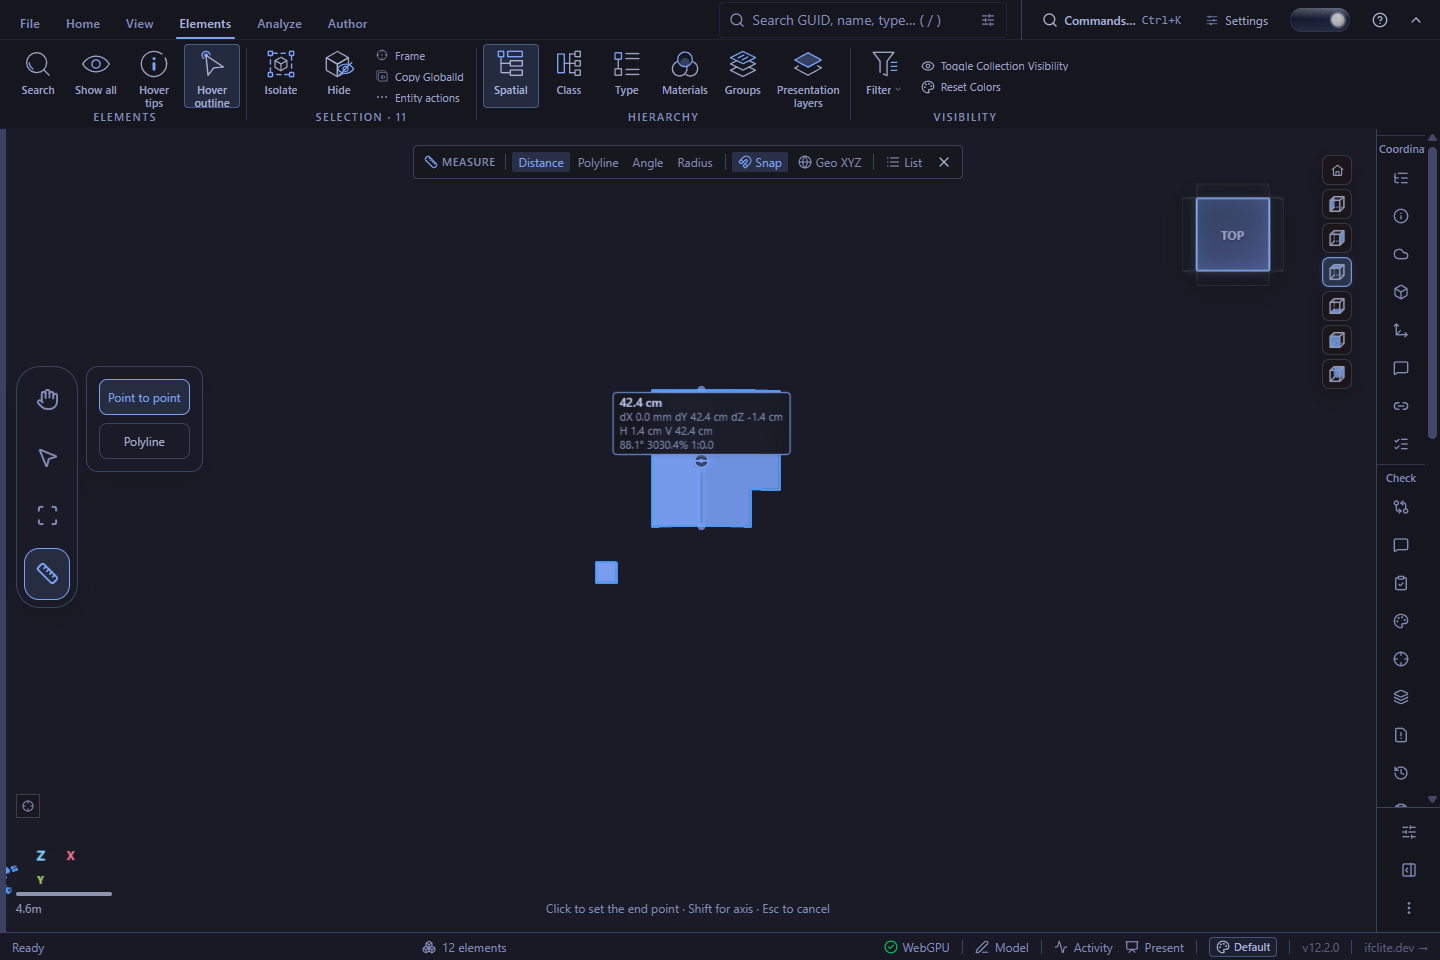 File Home View Elements Analyze Author
Search GUID, name, type... ( / )
Commands... Ctrl+K
Settings
Search
Show all
Hover tips
Hover outline
ELEMENTS
Isolate
Hide
Frame
Copy GlobalId
Entity actions
SELECTION · 11
Spatial
Class
Type
Materials
Groups
Presentation layers
HIERARCHY
Filter
Toggle Collection Visibility
Reset Colors
VISIBILITY
MEASURE Distance Polyline Angle Radius Snap Geo XYZ List
Coordina
TOP
Point to point
Polyline
42.4 cm
dX 0.0 mm dY 42.4 cm dZ -1.4 cm
H 1.4 cm V 42.4 cm
88.1° 3030.4% 1:0.0
Check
Z X
Y
4.6m
Click to set the end point · Shift for axis · Esc to cancel
Ready
12 elements
WebGPU
Model
Activity
Present
Default
v12.2.0
ifclite.dev →